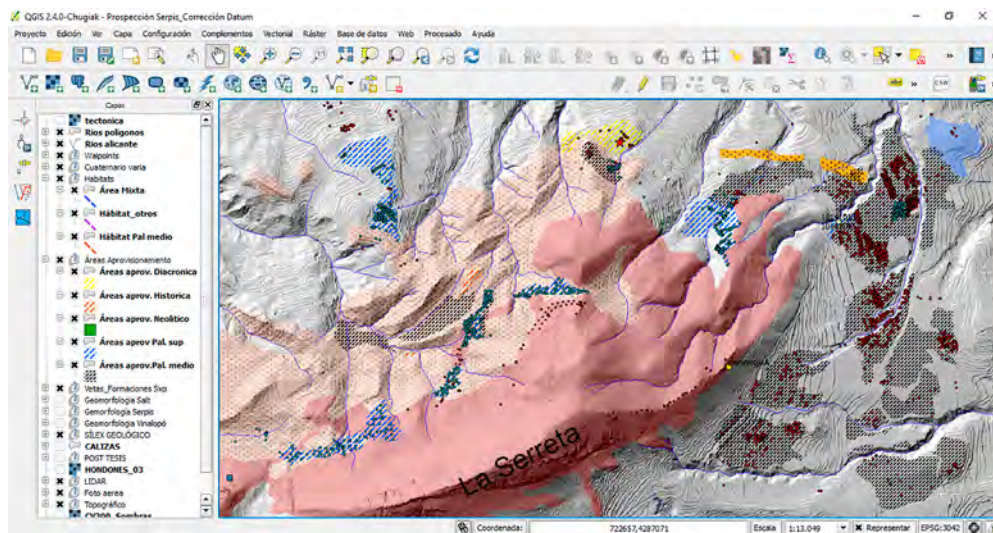 QGIS 2.4.0-Chugiak - Prospección Serpis_Corrección Datum
Proyecto Edición Ver Capa Configuración Complementos Vectorial Ráster Base de datos Web Procesado Ayuda
Capas
tectonica
Rios poligonos
Rios alicante
Waipoints
Cuaternario varia
Habitats
Área Mixta
Hábitat_otros
Hábitat Pal medio
Áreas Aprovisionamiento
Áreas aprov. Diacronica
Áreas aprov. Historica
Áreas aprov. Neolitico
Áreas aprov Pal. sup
Áreas aprov.Pal. medio
Vetas_Formaciones Sxo.
Geomorfología Salt
Gemorfología Serpis
Geomorfología Vinalopó
SÍLEX GEOLÓGICO
CALIZAS
POST TESIS
HONDONES_03
LIDAR
Foto aerea
Topográfico
CV200_Sombras
La Serreta
Coordenada: 722657,4287071 Escala 1:13.049 Representar EPSG:3042